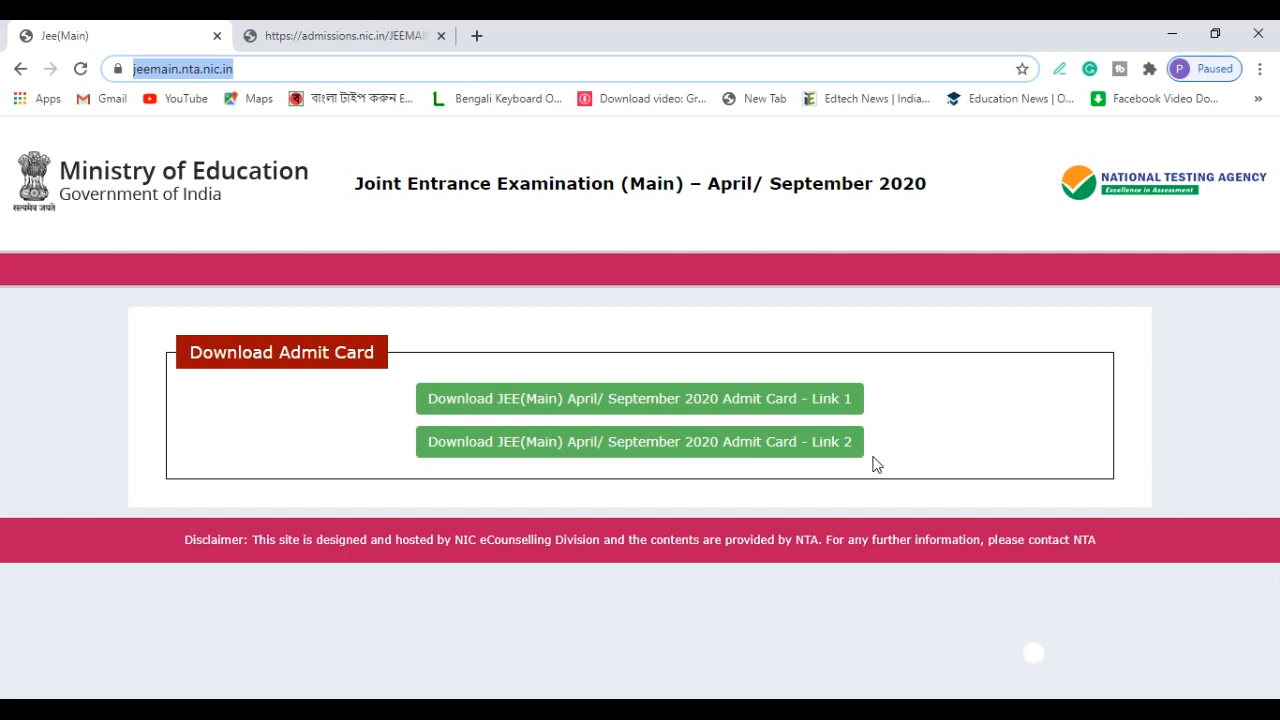 Jee(Main)
https://admissions.nic.in/JEEMAI
jeemain.nta.nic.in
P Paused
Apps
Gmail
YouTube
Maps
বাংলা টাইপ করুন E...
Bengali Keyboard O...
Download video: Gr...
New Tab
Edtech News | India...
Education News | O...
Facebook Video Do...
»
Ministry of Education
Government of India
सत्यमेव जयते
Joint Entrance Examination (Main) – April/ September 2020
NATIONAL TESTING AGENCY
Excellence in Assessment
Download Admit Card
Download JEE(Main) April/ September 2020 Admit Card - Link 1
Download JEE(Main) April/ September 2020 Admit Card - Link 2
Disclaimer: This site is designed and hosted by NIC eCounselling Division and the contents are provided by NTA. For any further information, please contact NTA